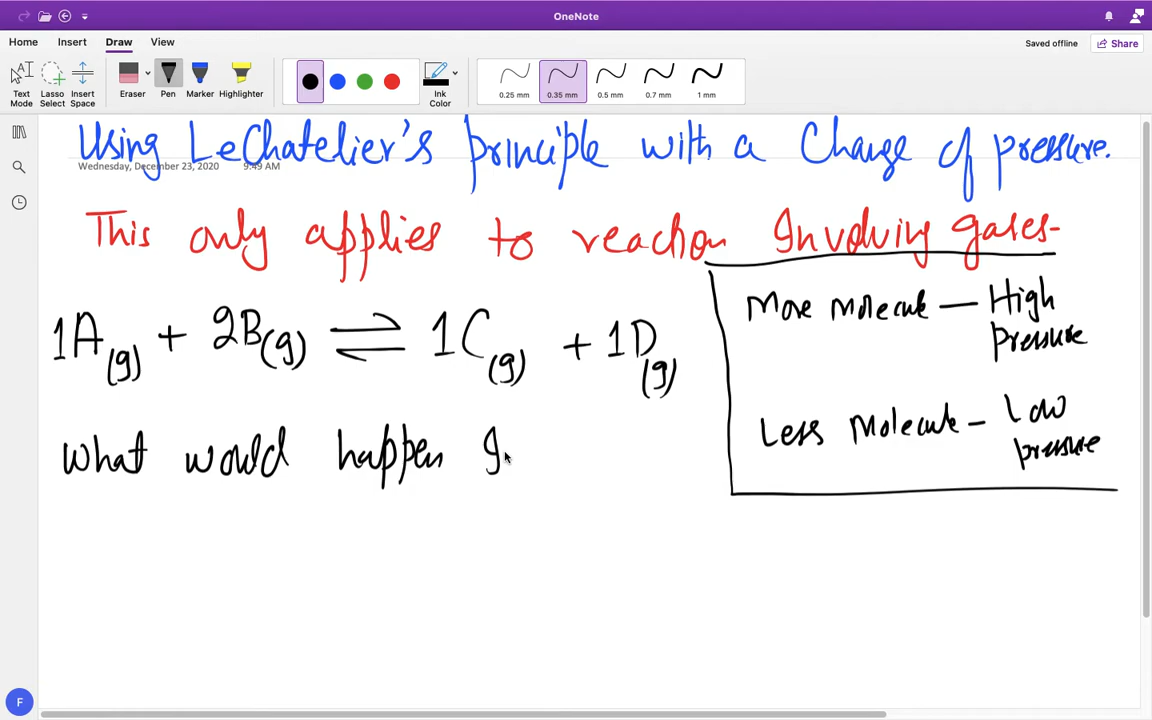 OneNote
Home Insert Draw View
Saved offline Share
Text Mode
Lasso Select
Insert Space
Eraser
Pen
Marker
Highlighter
Ink Color
0.25 mm 0.35 mm 0.5 mm 0.7 mm 1 mm
Using LeChatelier's principle with a Change of pressure.
Wednesday, December 23, 2020 9:49 AM
This only applies to reaction Involving gases-
1A(g) + 2B(g) ⇌ 1C(g) + 1D(g)
More Molecule — High
Pressure
Less Molecule – Low
pressure
What would happen I
F